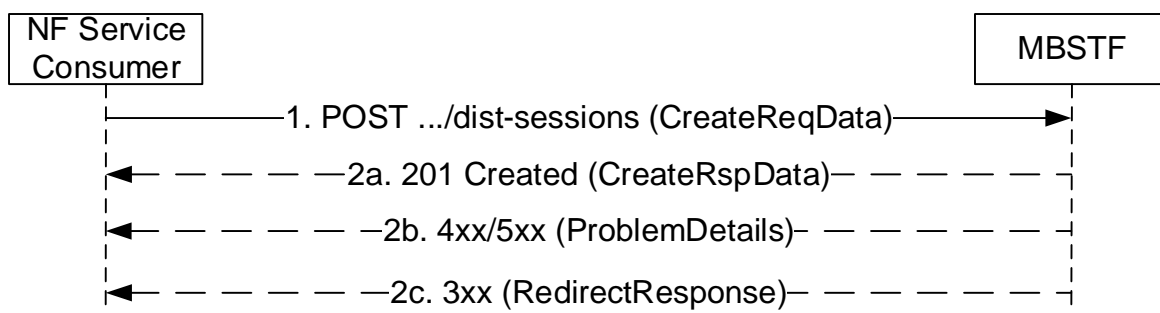 NF Service
Consumer
MBSTF
1. POST .../dist-sessions (CreateReqData)
2a. 201 Created (CreateRspData)
2b. 4xx/5xx (ProblemDetails)
2c. 3xx (RedirectResponse)